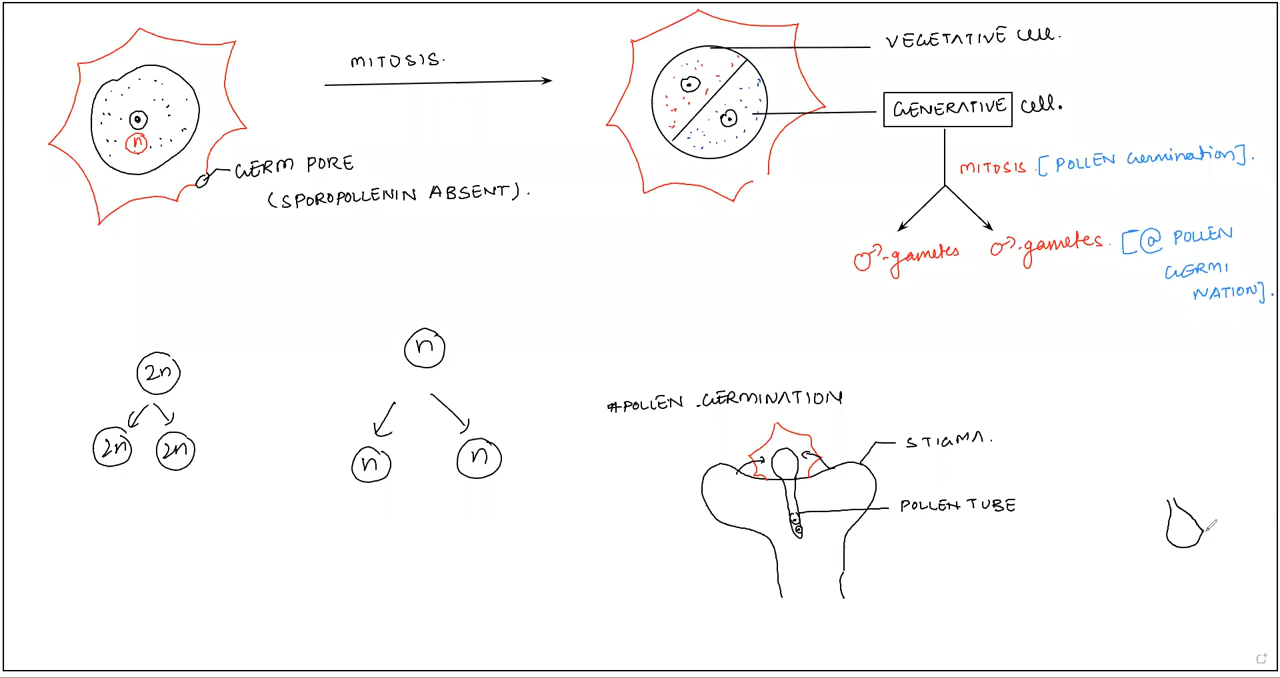 MITOSIS.
n
GERM PORE
(SPOROPOLLENIN ABSENT).
VEGETATIVE cell.
GENERATIVE cell.
MITOSIS [POLLEN Germination].
♂-gametes ♂-gametes. [@ POLLEN
GERMI
NATION].
2n
2n 2n
n
n n
#POLLEN GERMINATION
STIGMA.
POLLEN TUBE